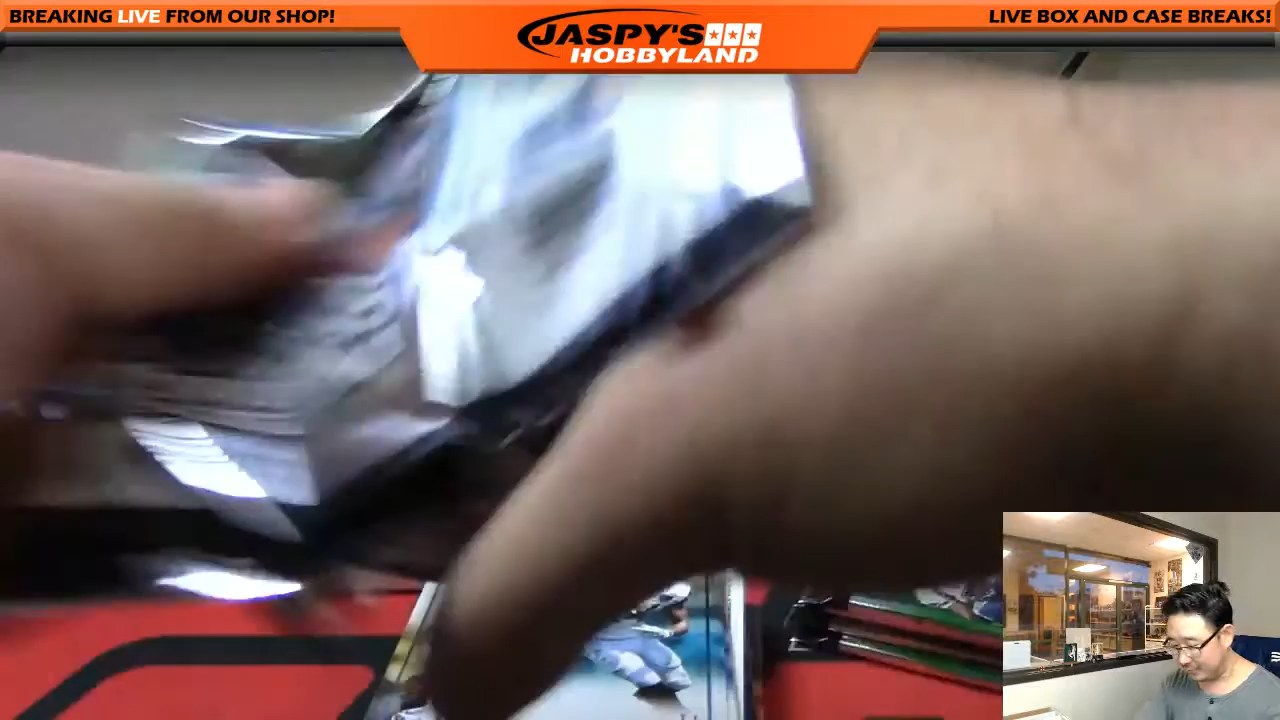 BREAKING LIVE FROM OUR SHOP!
JASPY'S
HOBBYLAND
LIVE BOX AND CASE BREAKS!